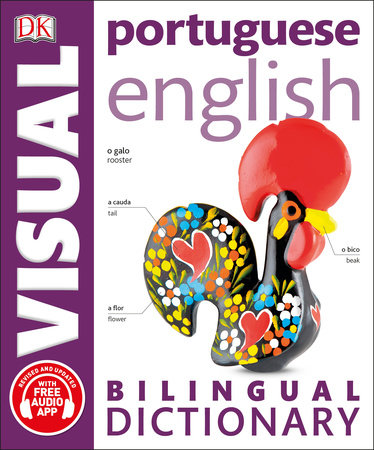 DK
VISUAL
portuguese
english
o galo
rooster
a cauda
tail
o bico
beak
a flor
flower
REVISED AND UPDATED
WITH
FREE
AUDIO
APP
BILINGUAL
DICTIONARY